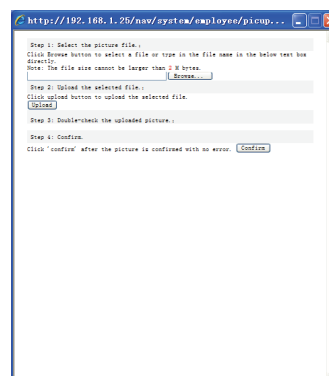 http://192.168.1.25/nav/system/employee/picup...
Step 1: Select the picture file.:
Click Browse button to select a file or type in the file name in the below text box
directly.
Note: The file size cannot be larger than 2 M bytes.
Browse...
Step 2: Upload the selected file.:
Click upload button to upload the selected file.
Upload
Step 3: Double-check the uploaded picture.:
Step 4: Confirm.
Click 'confirm' after the picture is confirmed with no error. Confirm